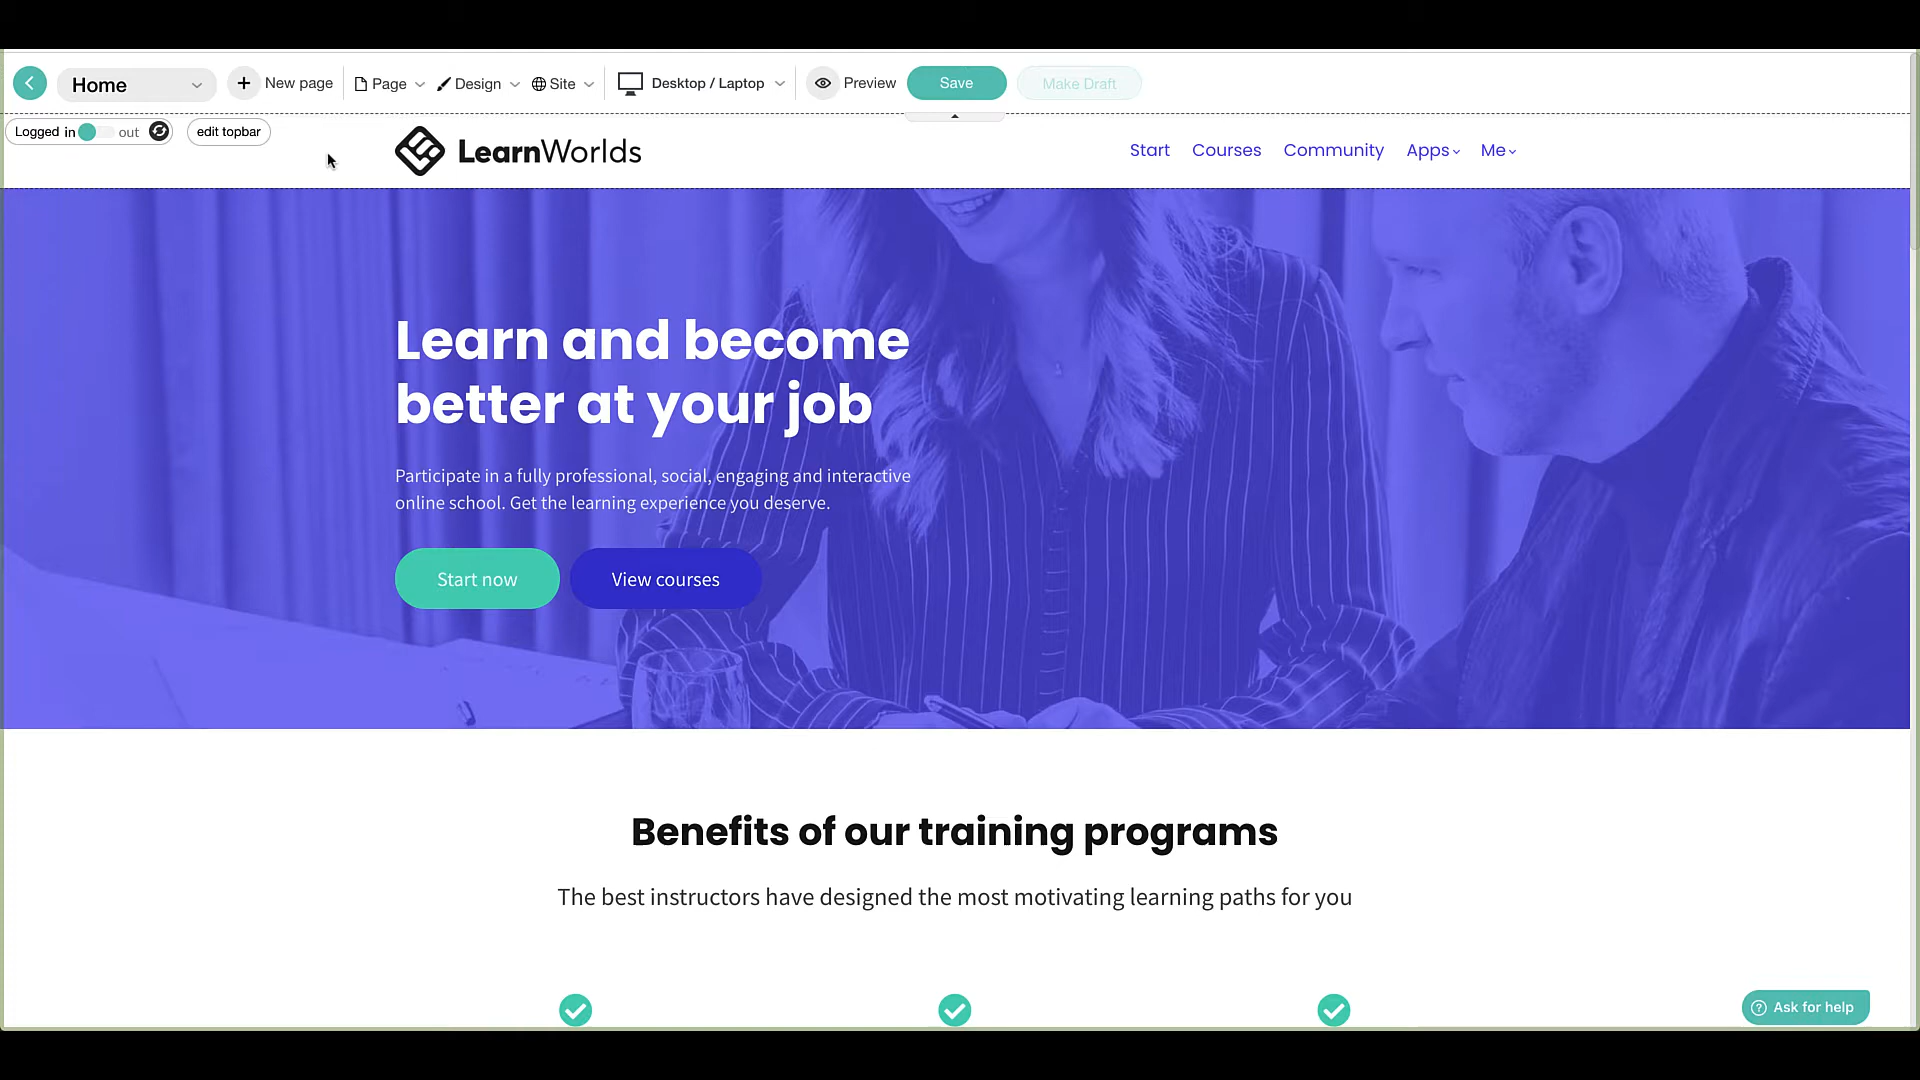 Home
New page
Page
Design
Site
Desktop / Laptop
Preview
Save
Make Draft
Logged in out
edit topbar
LearnWorlds
Start
Courses
Community
Apps
Me
Learn and become
better at your job
Participate in a fully professional, social, engaging and interactive
online school. Get the learning experience you deserve.
Start now
View courses
Benefits of our training programs
The best instructors have designed the most motivating learning paths for you
Ask for help